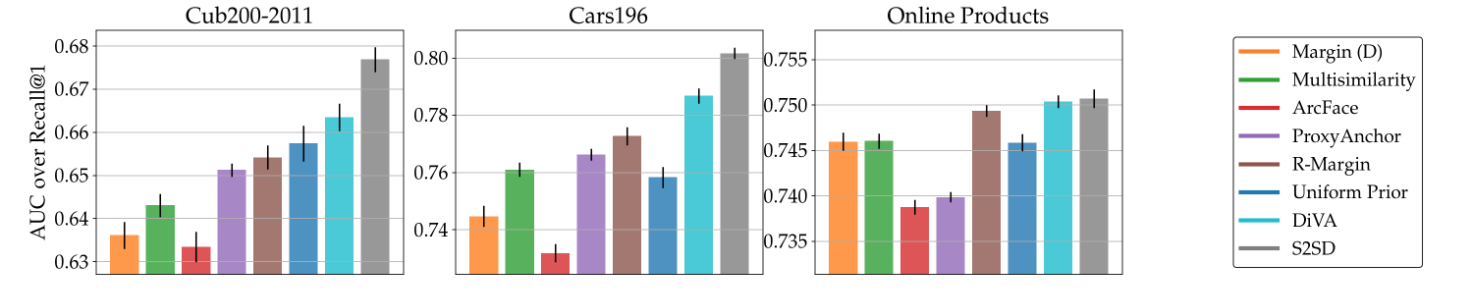 Cub200-2011
Cars196
Online Products
AUC over Recall@1
0.68
0.67
0.66
0.65
0.64
0.63
0.80
0.78
0.76
0.74
0.755
0.750
0.745
0.740
0.735
Margin (D)
Multisimilarity
ArcFace
ProxyAnchor
R-Margin
Uniform Prior
DiVA
S2SD